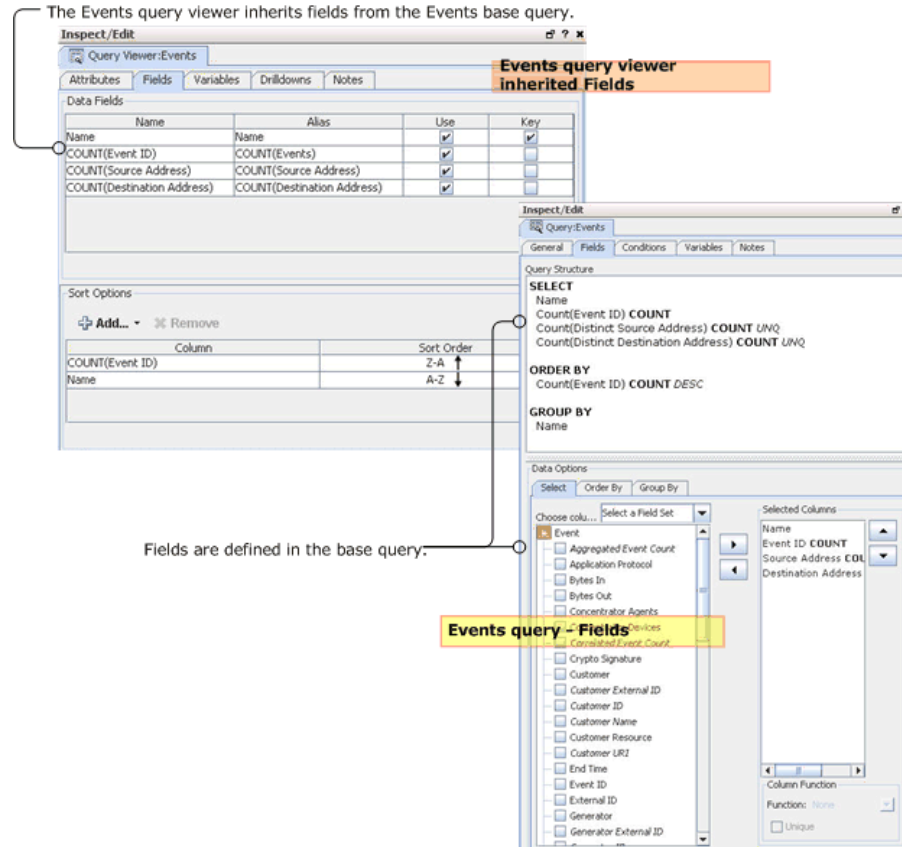 The Events query viewer inherits fields from the Events base query.
Inspect/Edit
Query Viewer:Events
Attributes Fields Variables Drilldowns Notes
Events query viewer
inherited Fields
Data Fields
Name Alias Use Key
Name Name
COUNT(Event ID) COUNT(Events)
COUNT(Source Address) COUNT(Source Address)
COUNT(Destination Address) COUNT(Destination Address)
Sort Options
Add... Remove
Column Sort Order
COUNT(Event ID) Z-A
Name A-Z
Inspect/Edit
Query:Events
General Fields Conditions Variables Notes
Query Structure
SELECT
Name
Count(Event ID) COUNT
Count(Distinct Source Address) COUNT UNQ
Count(Distinct Destination Address) COUNT UNQ
ORDER BY
Count(Event ID) COUNT DESC
GROUP BY
Name
Fields are defined in the base query.
Data Options
Select Order By Group By
Choose colu... Select a Field Set
Event
Aggregated Event Count
Application Protocol
Bytes In
Bytes Out
Concentrator Agents
Devices
Correlated Event Count
Events query - Fields
Crypto Signature
Customer
Customer External ID
Customer ID
Customer Name
Customer Resource
Customer URI
End Time
Event ID
External ID
Generator
Generator External ID
Selected Columns
Name
Event ID COUNT
Source Address COU
Destination Address
Column Function
Function: None
Unique